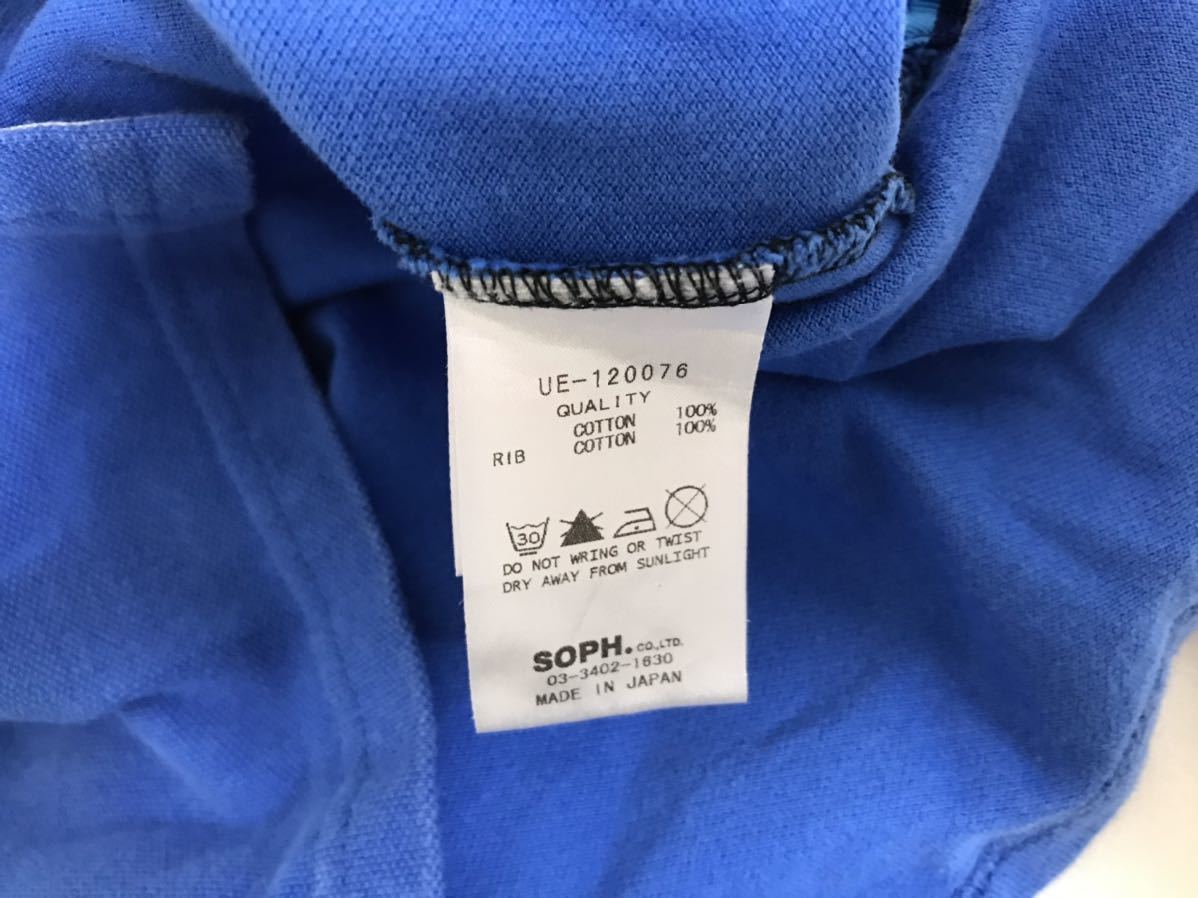 UE-120076
QUALITY
COTTON 100%
RIB COTTON 100%
30
DO NOT WRING OR TWIST
DRY AWAY FROM SUNLIGHT
SOPH. CO.,LTD.
03-3402-1630
MADE IN JAPAN